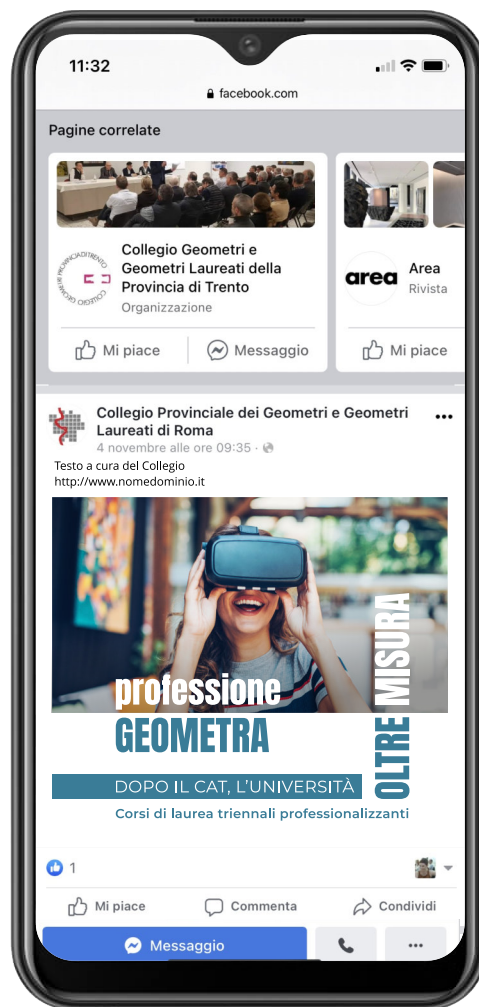 11:32
facebook.com
Pagine correlate
Collegio Geometri e
Geometri Laureati della
Provincia di Trento
Organizzazione
Mi piace
Messaggio
area
Area
Rivista
Mi piace
Collegio Provinciale dei Geometri e Geometri
Laureati di Roma
4 novembre alle ore 09:35 ·
Testo a cura del Collegio
http://www.nomedominio.it
professione
GEOMETRA
OLTRE MISURA
DOPO IL CAT, L'UNIVERSITÀ
Corsi di laurea triennali professionalizzanti
1
Mi piace
Commenta
Condividi
Messaggio